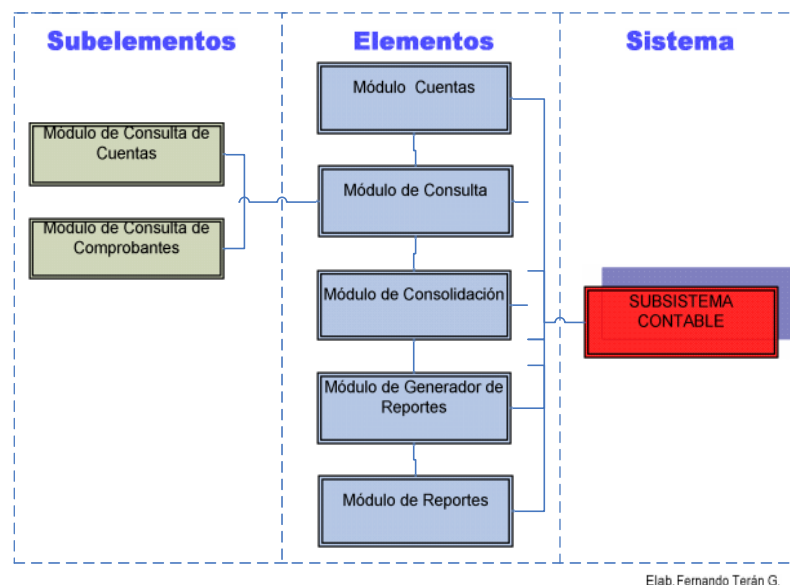 Subelementos
Elementos
Sistema
Módulo Cuentas
Módulo de Consulta de
Cuentas
Módulo de Consulta
Módulo de Consulta de
Comprobantes
Módulo de Consolidación
SUBSISTEMA
CONTABLE
Módulo de Generador de
Reportes
Módulo de Reportes
Elab. Fernando Terán G.